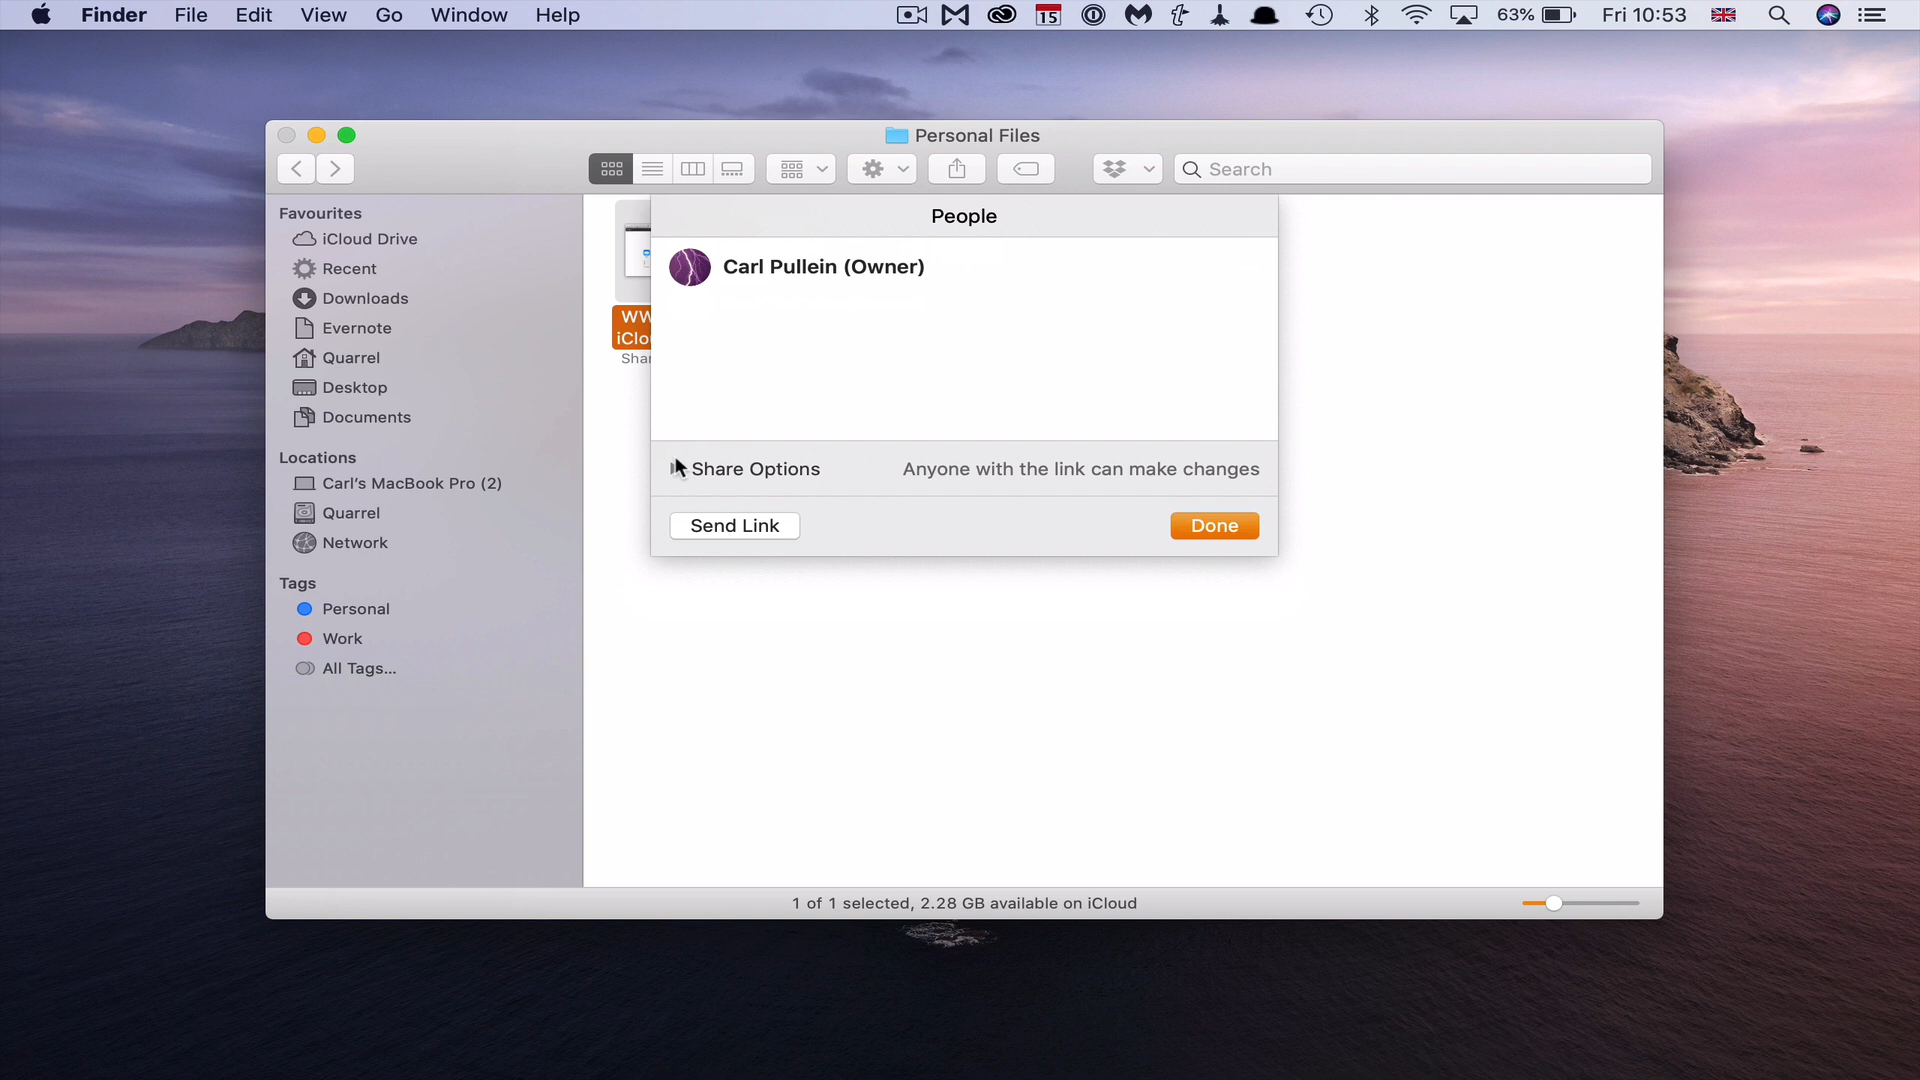 Finder File Edit View Go Window Help 15 63% Fri 10:53
Personal Files
Search
Favourites
iCloud Drive
Recent
Downloads
Evernote
Quarrel
Desktop
Documents
Locations
Carl's MacBook Pro (2)
Quarrel
Network
Tags
Personal
Work
All Tags...
People
Carl Pullein (Owner)
Share Options Anyone with the link can make changes
Send Link Done
1 of 1 selected, 2.28 GB available on iCloud